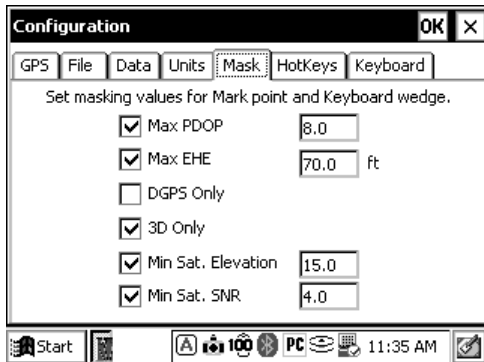 Configuration OK ×
GPS File Data Units Mask HotKeys Keyboard
Set masking values for Mark point and Keyboard wedge.
Max PDOP 8.0
Max EHE 70.0 ft
DGPS Only
3D Only
Min Sat. Elevation 15.0
Min Sat. SNR 4.0
Start A 100 PC 11:35 AM